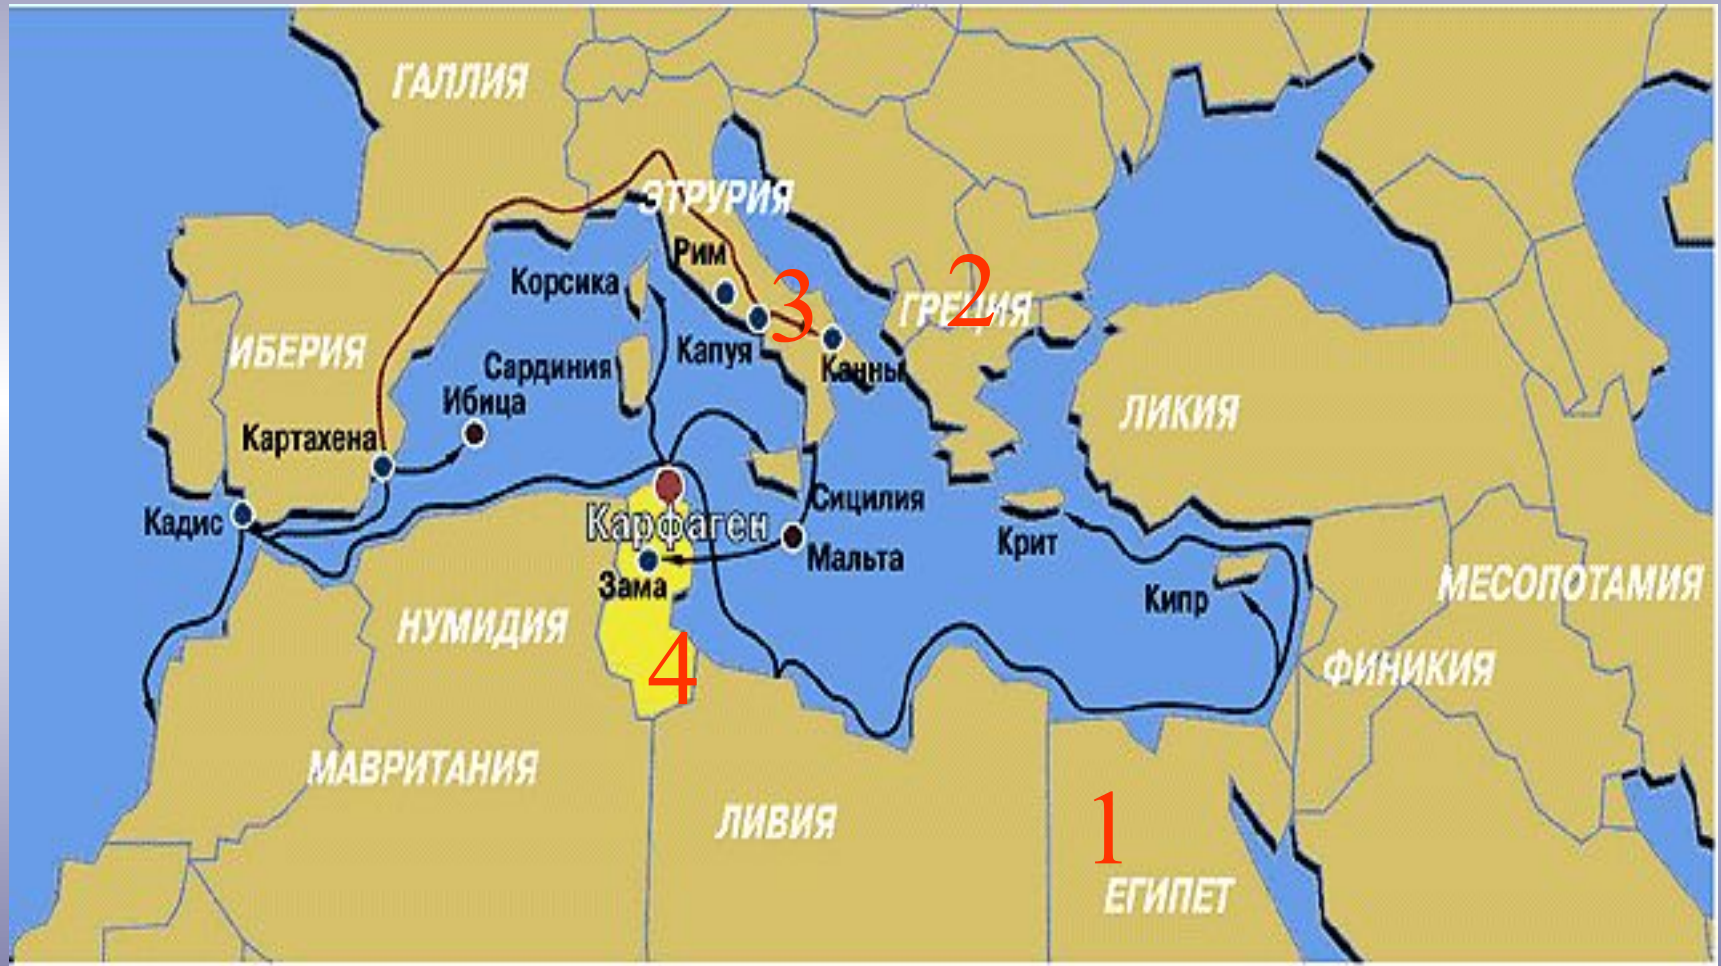 ГАЛЛИЯ
ЭТРУРИЯ
Рим
Корсика
3
2
ГРЕЦИЯ
ИБЕРИЯ
Сардиния
Капуя
Канны
Ибица
ЛИКИЯ
Картахена
Кадис
Карфаген
Сицилия
Мальта
Крит
Зама
Кипр
МЕСОПОТАМИЯ
НУМИДИЯ
4
ФИНИКИЯ
МАВРИТАНИЯ
ЛИВИЯ
1
ЕГИПЕТ